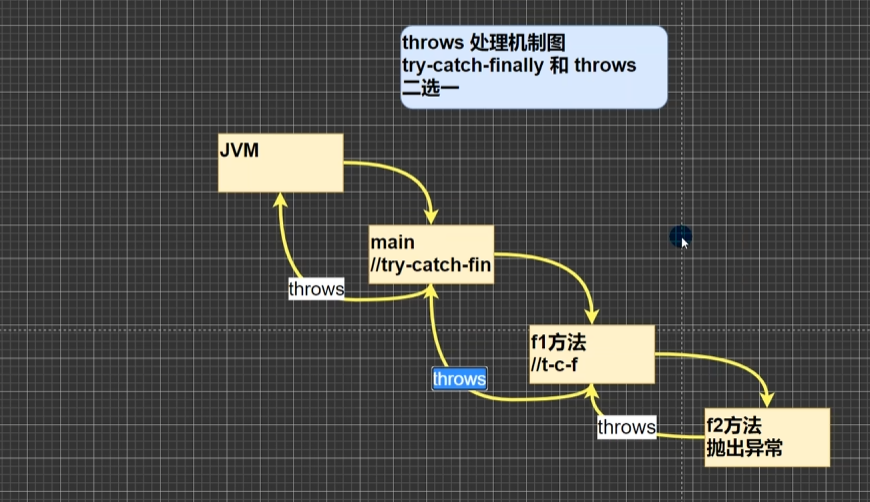 throws 处理机制图
try-catch-finally 和 throws
二选一
JVM
main
//try-catch-fin
throws
f1方法
//t-c-f
throws
throws
f2方法
抛出异常